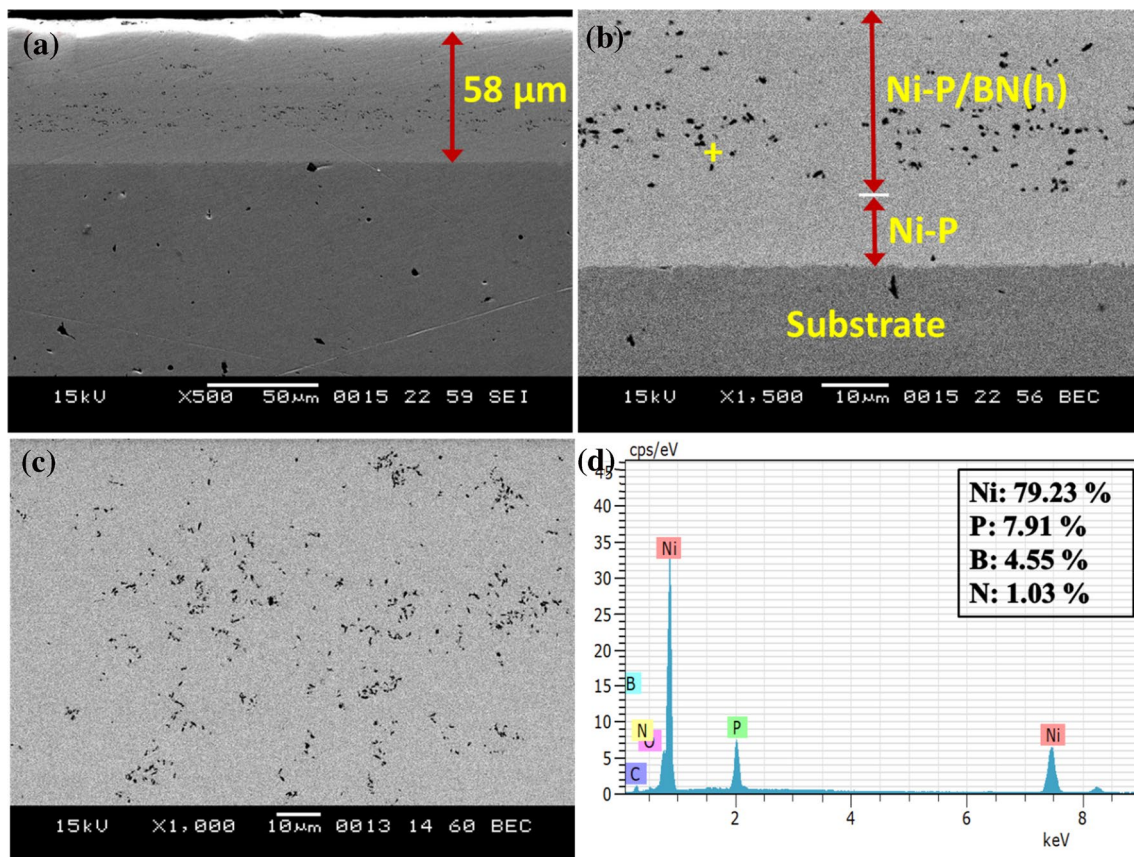 (a)
58 μm
15kV X500 50μm 0015 22 59 SEI
(b)
Ni-P/BN(h)
+
Ni-P
Substrate
15kV X1,500 10μm 0015 22 56 BEC
(c)
15kV X1,000 10μm 0013 14 60 BEC
(d)
cps/eV
45
40
35
30
25
20
15
10
5
0
Ni: 79.23 %
P: 7.91 %
B: 4.55 %
N: 1.03 %
Ni
B
N
O
C
P
Ni
2 4 6 8
keV